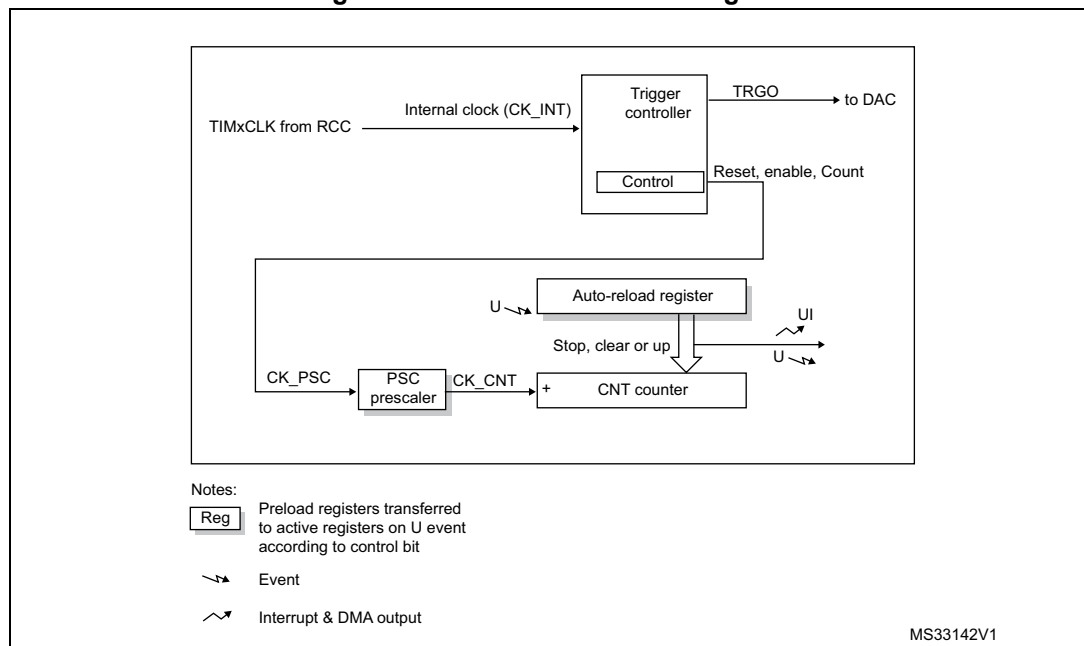 Trigger
controller
TRGO
to DAC
Internal clock (CK_INT)
TIMxCLK from RCC
Control
Reset, enable, Count
Auto-reload register
U
UI
Stop, clear or up
U
CK_PSC
PSC
prescaler
CK_CNT
+
CNT counter
Notes:
Reg
Preload registers transferred
to active registers on U event
according to control bit
Event
Interrupt & DMA output
MS33142V1